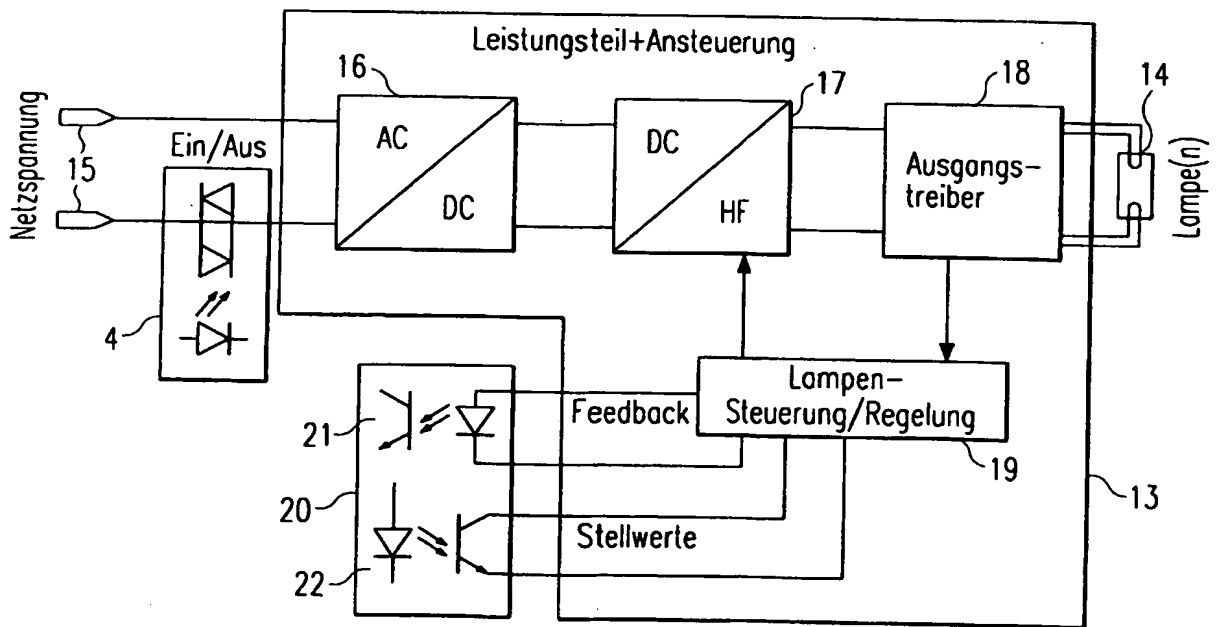 Leistungsteil+Ansteuerung
16
17
18
14
Netzspannung
15
Ein/Aus
AC
DC
DC
HF
Ausgangs-
treiber
Lampe(n)
4
21
Feedback
Lampen-
Steuerung/Regelung
19
13
20
Stellwerte
22